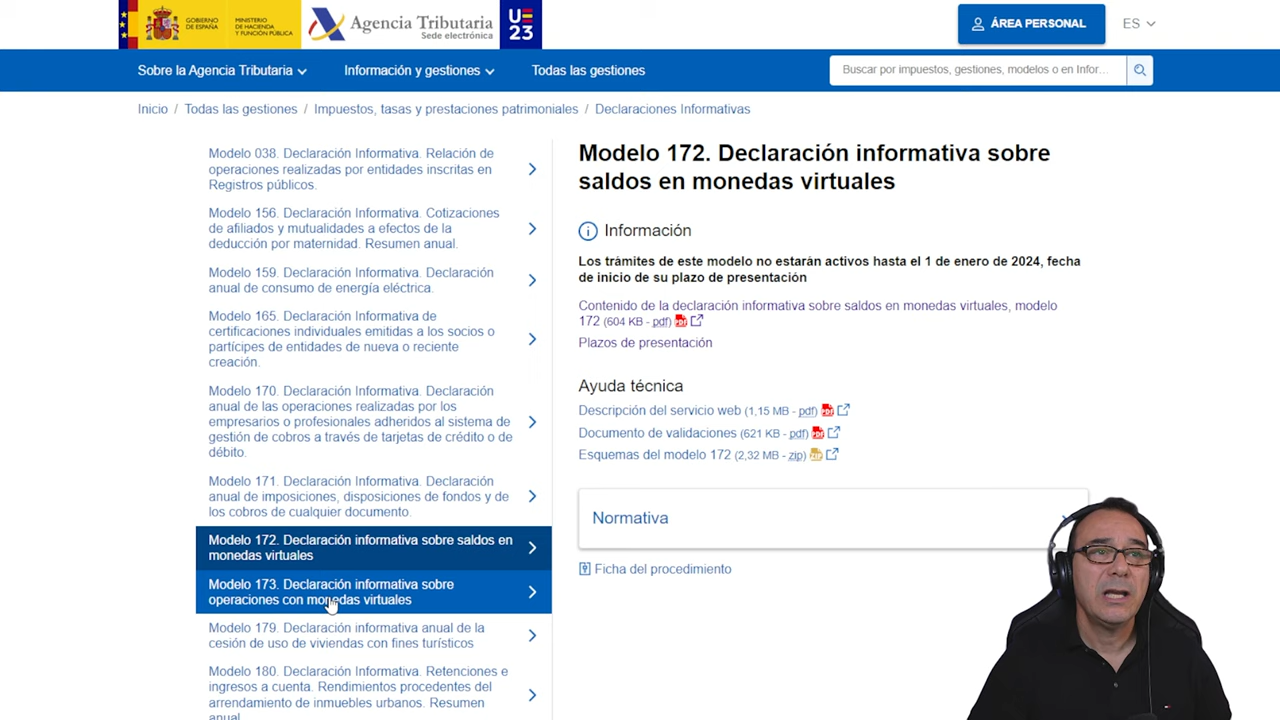 GOBIERNO
DE ESPAÑA
MINISTERIO
DE HACIENDA
Y FUNCIÓN PÚBLICA
Agencia Tributaria
Sede electrónica
UE
23
ÁREA PERSONAL
ES
Sobre la Agencia Tributaria
Información y gestiones
Todas las gestiones
Buscar por impuestos, gestiones, modelos o en Infor...
Inicio / Todas las gestiones / Impuestos, tasas y prestaciones patrimoniales / Declaraciones Informativas
Modelo 038. Declaración Informativa. Relación de
operaciones realizadas por entidades inscritas en
Registros públicos.
Modelo 156. Declaración Informativa. Cotizaciones
de afiliados y mutualidades a efectos de la
deducción por maternidad. Resumen anual.
Modelo 159. Declaración Informativa. Declaración
anual de consumo de energía eléctrica.
Modelo 165. Declaración Informativa de
certificaciones individuales emitidas a los socios o
partícipes de entidades de nueva o reciente
creación.
Modelo 170. Declaración Informativa. Declaración
anual de las operaciones realizadas por los
empresarios o profesionales adheridos al sistema de
gestión de cobros a través de tarjetas de crédito o de
débito.
Modelo 171. Declaración Informativa. Declaración
anual de imposiciones, disposiciones de fondos y de
los cobros de cualquier documento.
Modelo 172. Declaración informativa sobre saldos en
monedas virtuales
Modelo 173. Declaración informativa sobre
operaciones con monedas virtuales
Modelo 179. Declaración informativa anual de la
cesión de uso de viviendas con fines turísticos
Modelo 180. Declaración Informativa. Retenciones e
ingresos a cuenta. Rendimientos procedentes del
arrendamiento de inmuebles urbanos. Resumen
anual.
Modelo 172. Declaración informativa sobre
saldos en monedas virtuales
Información
Los trámites de este modelo no estarán activos hasta el 1 de enero de 2024, fecha
de inicio de su plazo de presentación
Contenido de la declaración informativa sobre saldos en monedas virtuales, modelo
172 (604 KB - pdf)
Plazos de presentación
Ayuda técnica
Descripción del servicio web (1,15 MB - pdf)
Documento de validaciones (621 KB - pdf)
Esquemas del modelo 172 (2,32 MB - zip)
Normativa
Ficha del procedimiento